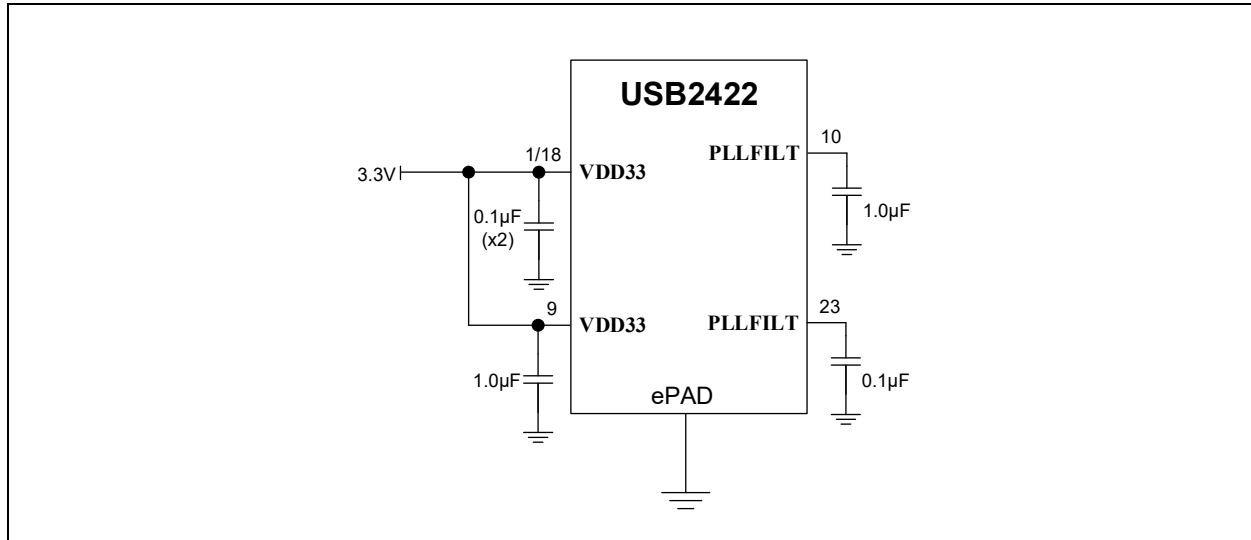 USB2422
10
PLLFILT
1/18
VDD33
3.3V
0.1µF
(x2)
1.0µF
9
VDD33
23
PLLFILT
1.0µF
0.1µF
ePAD